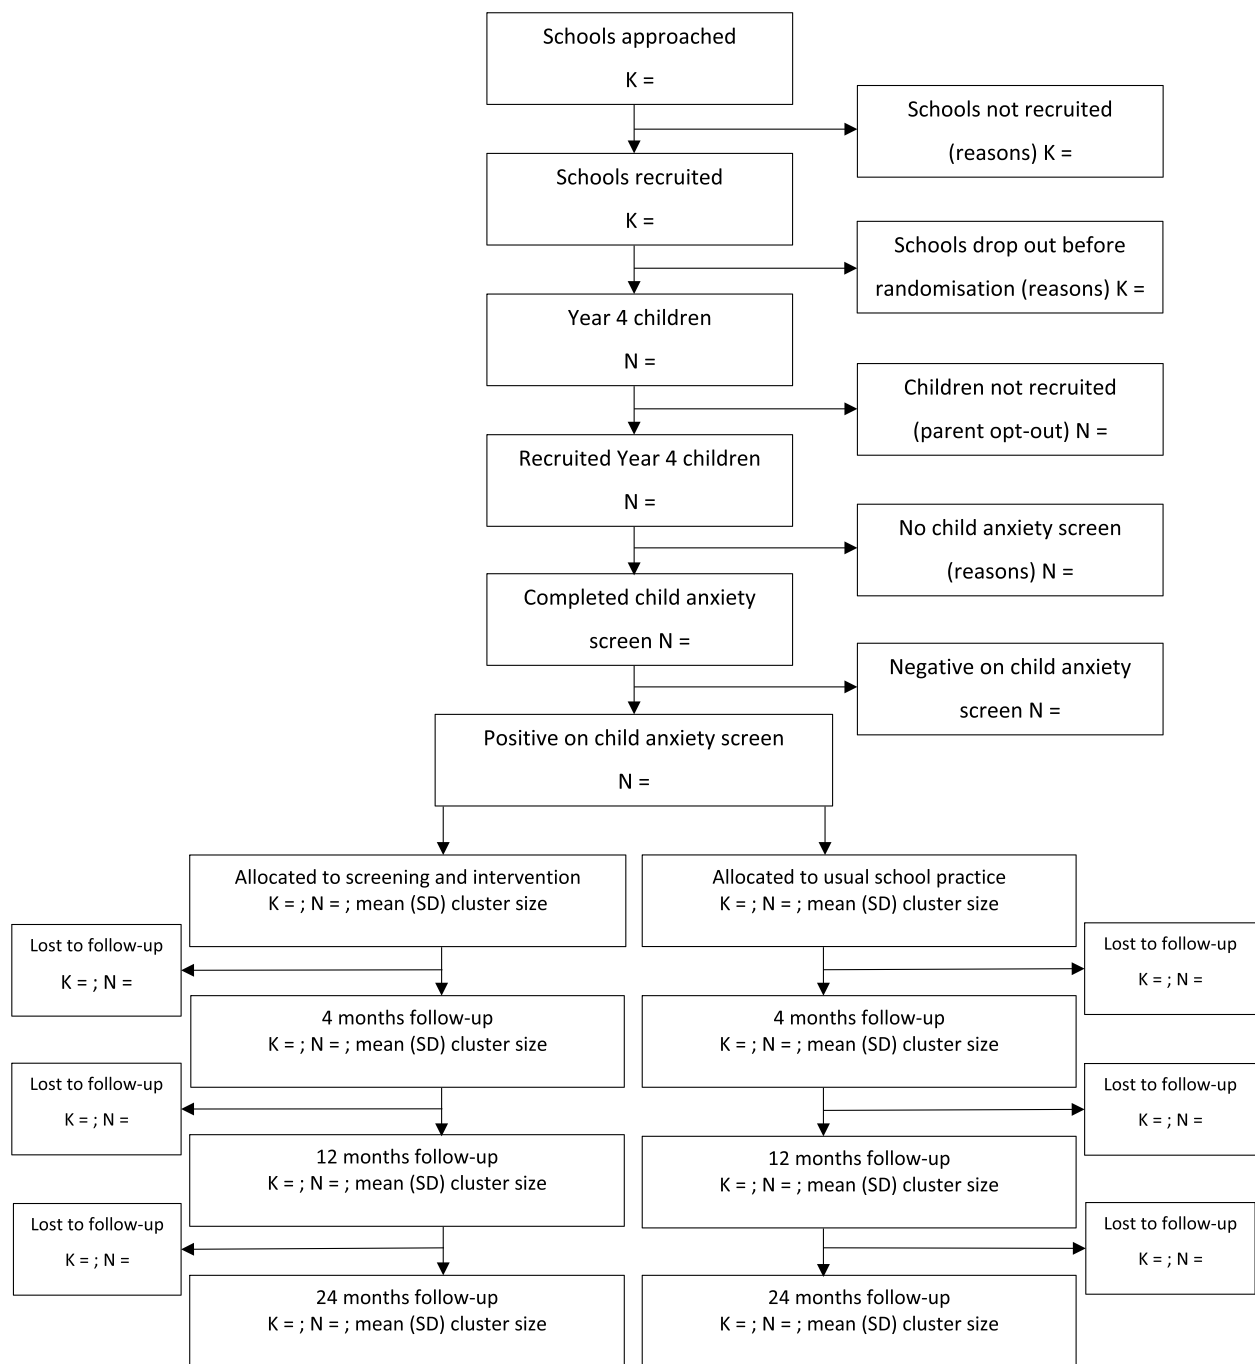 Schools approached
K =
Schools not recruited
(reasons) K =
Schools recruited
K =
Schools drop out before
randomisation (reasons) K =
Year 4 children
N =
Children not recruited
(parent opt-out) N =
Recruited Year 4 children
N =
No child anxiety screen
(reasons) N =
Completed child anxiety
screen N =
Negative on child anxiety
screen N =
Positive on child anxiety screen
N =
Allocated to screening and intervention
K = ; N = ; mean (SD) cluster size
Allocated to usual school practice
K = ; N = ; mean (SD) cluster size
Lost to follow-up
K = ; N =
Lost to follow-up
K = ; N =
4 months follow-up
K = ; N = ; mean (SD) cluster size
4 months follow-up
K = ; N = ; mean (SD) cluster size
Lost to follow-up
K = ; N =
Lost to follow-up
K = ; N =
12 months follow-up
K = ; N = ; mean (SD) cluster size
12 months follow-up
K = ; N = ; mean (SD) cluster size
Lost to follow-up
K = ; N =
Lost to follow-up
K = ; N =
24 months follow-up
K = ; N = ; mean (SD) cluster size
24 months follow-up
K = ; N = ; mean (SD) cluster size